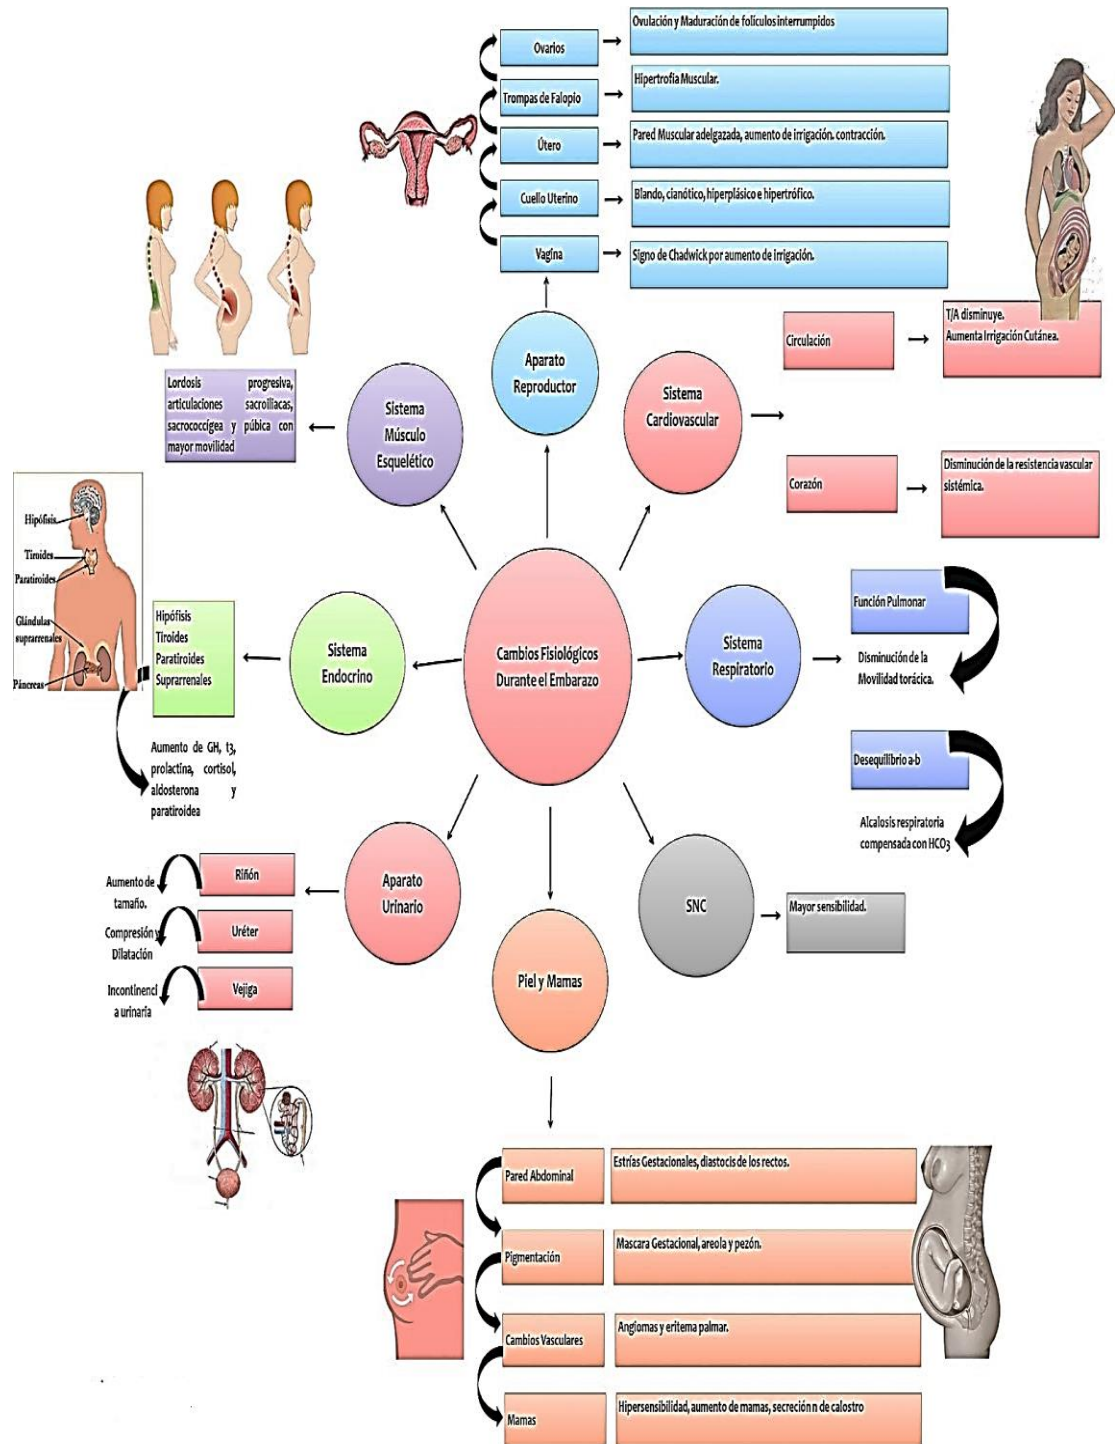 Ovarios
Ovulación y Maduración de folículos interrumpidos
Trompas de Falopio
Hipertrofia Muscular.
Útero
Pared Muscular adelgazada, aumento de irrigación. contracción.
Cuello Uterino
Blando, cianótico, hiperplásico e hipertrófico.
Vagina
Signo de Chadwick por aumento de irrigación.
Aparato
Reproductor
Sistema
Cardiovascular
Circulación
T/A disminuye.
Aumenta Irrigación Cutánea.
Corazón
Disminución de la resistencia vascular
sistémica.
Sistema
Músculo
Esquelético
Lordosis progresiva,
articulaciones sacroilíacas,
sacrococcígea y púbica con
mayor movilidad
Hipófisis
Tiroides
Paratiroides
Glándulas
suprarrenales
Páncreas
Hipófisis
Tiroides
Paratiroides
Suprarrenales
Sistema
Endocrino
Aumento de GH, t3,
prolactina, cortisol,
aldosterona y
paratiroidea
Cambios Fisiológicos
Durante el Embarazo
Sistema
Respiratorio
Función Pulmonar
Disminución de la
Movilidad torácica.
Desequilibrio a-b
Alcalosis respiratoria
compensada con HCO3
Aparato
Urinario
Riñón
Aumento de
tamaño.
Uréter
Compresión y
Dilatación
Vejiga
Incontinenci
a urinaria
SNC
Mayor sensibilidad.
Piel y Mamas
Pared Abdominal
Estrías Gestacionales, diastocis de los rectos.
Pigmentación
Mascara Gestacional, areola y pezón.
Cambios Vasculares
Angiomas y eritema palmar.
Mamas
Hipersensibilidad, aumento de mamas, secreción n de calostro